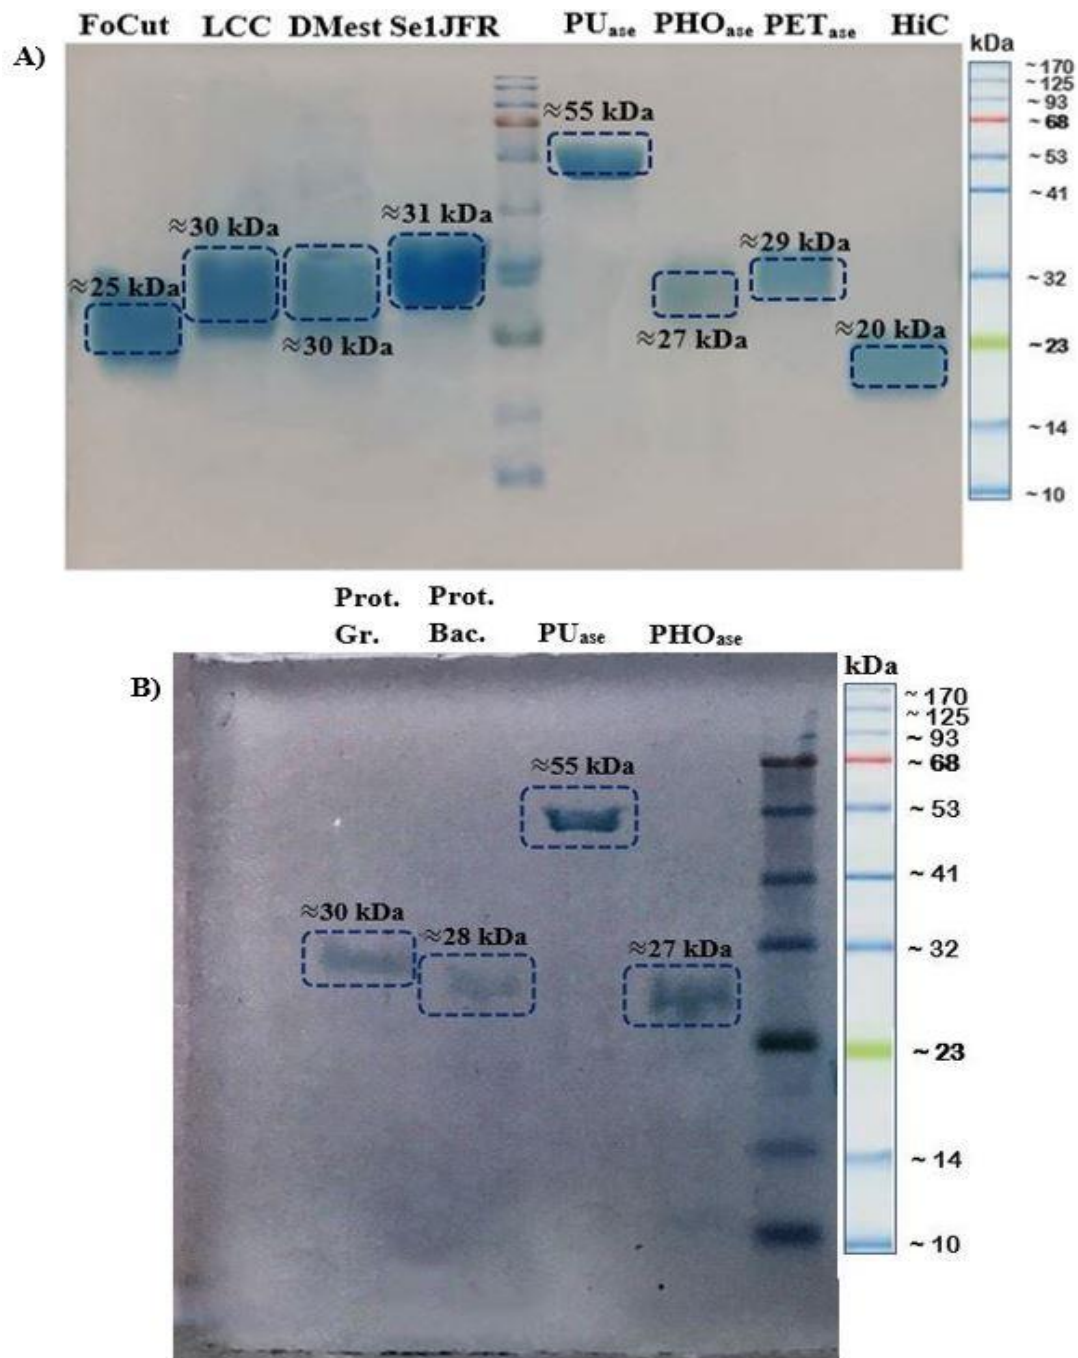 FoCut LCC DMest Se1JFR PUase PHOase PETase HiC
A)
kDa
~ 170
~ 125
~ 93
~ 68
~ 53
~ 41
~ 32
~ 23
~ 14
~ 10
≈55 kDa
≈30 kDa
≈31 kDa
≈29 kDa
≈25 kDa
≈30 kDa
≈27 kDa
≈20 kDa
Prot. Prot.
Gr. Bac. PUase PHOase
B)
kDa
~ 170
~ 125
~ 93
~ 68
~ 53
~ 41
~ 32
~ 23
~ 14
~ 10
≈55 kDa
≈30 kDa
≈28 kDa
≈27 kDa